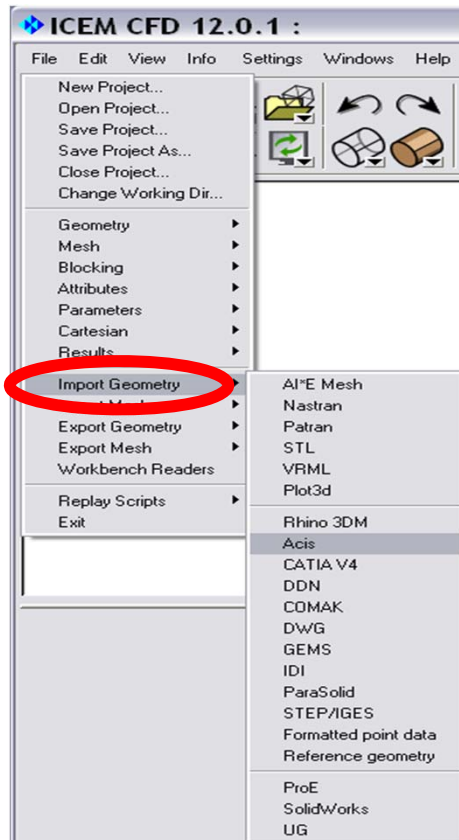 ICEM CFD 12.0.1 :
File Edit View Info Settings Windows Help
New Project...
Open Project...
Save Project...
Save Project As...
Close Project...
Change Working Dir...
Geometry
Mesh
Blocking
Attributes
Parameters
Cartesian
Results
Import Geometry
Export Geometry
Export Mesh
Workbench Readers
Replay Scripts
Exit
AI*E Mesh
Nastran
Patran
STL
VRML
Plot3d
Rhino 3DM
Acis
CATIA V4
DDN
COMAK
DWG
GEMS
IDI
ParaSolid
STEP/IGES
Formatted point data
Reference geometry
ProE
SolidWorks
UG